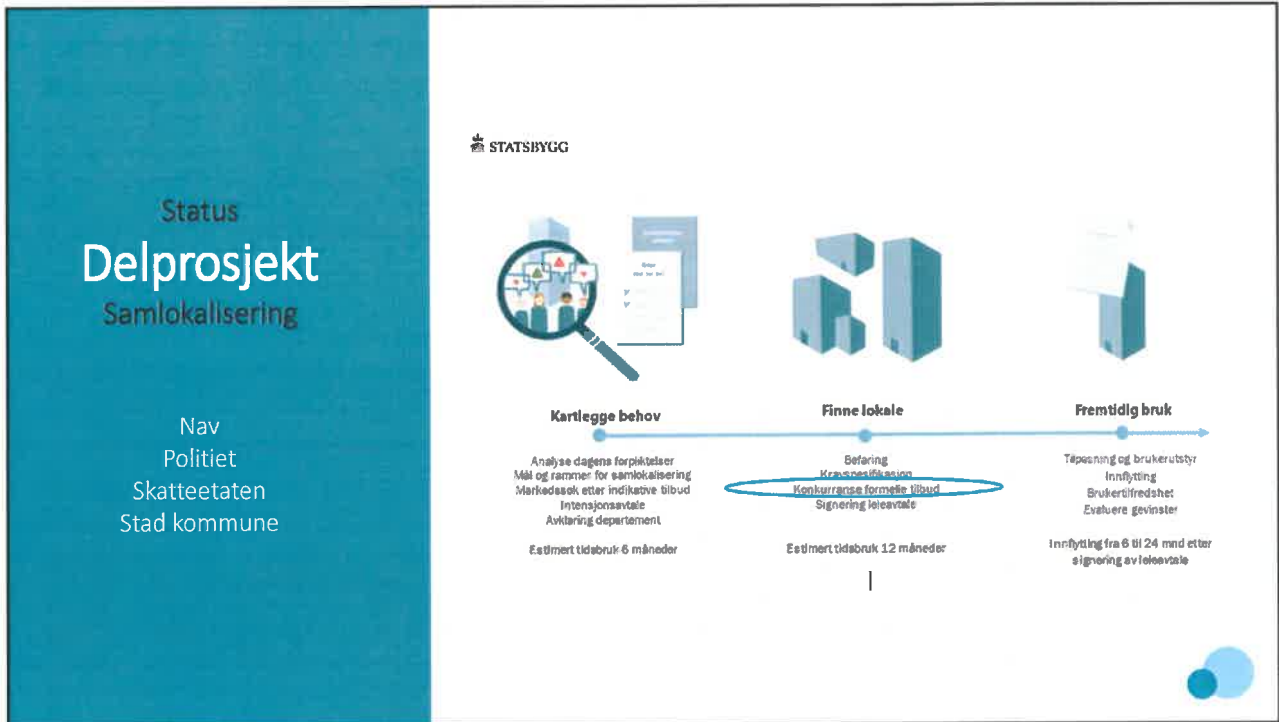 Status
Delprosjekt
Samlokalisering
Nav
Politiet
Skatteetaten
Stad kommune
STATSBYGG
Kartlegge behov
Analyse dagens forpliktelser
Mål og rammer for samlokalisering
Markedssøk etter indikative tilbud
Intensjonsavtale
Avklaring departement
Estimert tidsbruk 6 måneder
Finne lokale
Befaring
Kravspesifikasjon
Konkurranse formelle tilbud
Signering leieavtale
Estimert tidsbruk 12 måneder
Fremtidig bruk
Tilpasning og brukerutstyr
Innflytting
Brukertilfredshet
Evaluere gevinster
Innflytting fra 6 til 24 mnd etter
signering av leieavtale